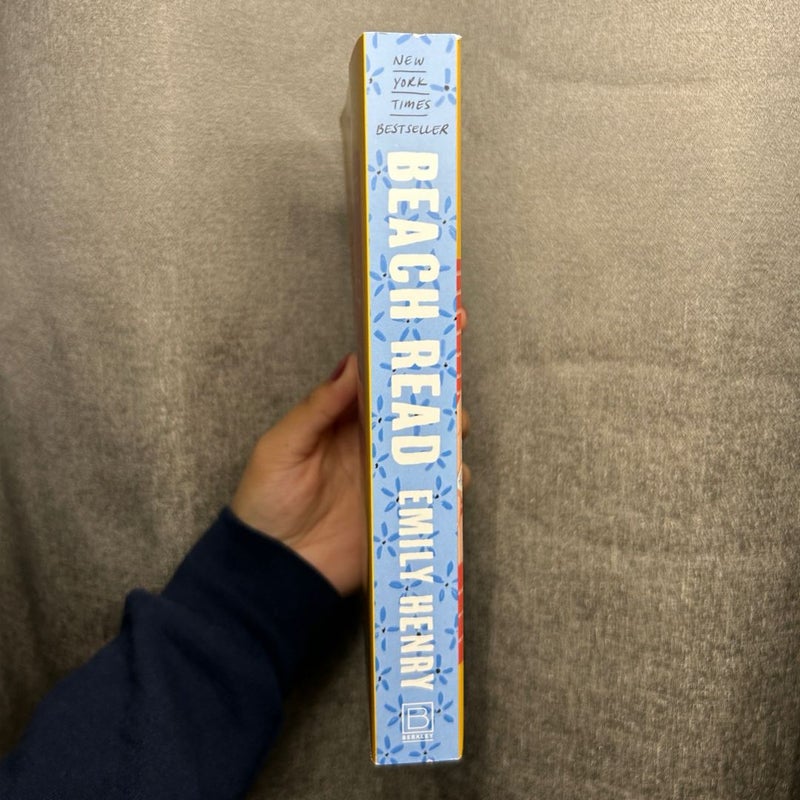 NEW
YORK
TIMES
BESTSELLER
BEACH READ
EMILY HENRY
B
BERKLEY